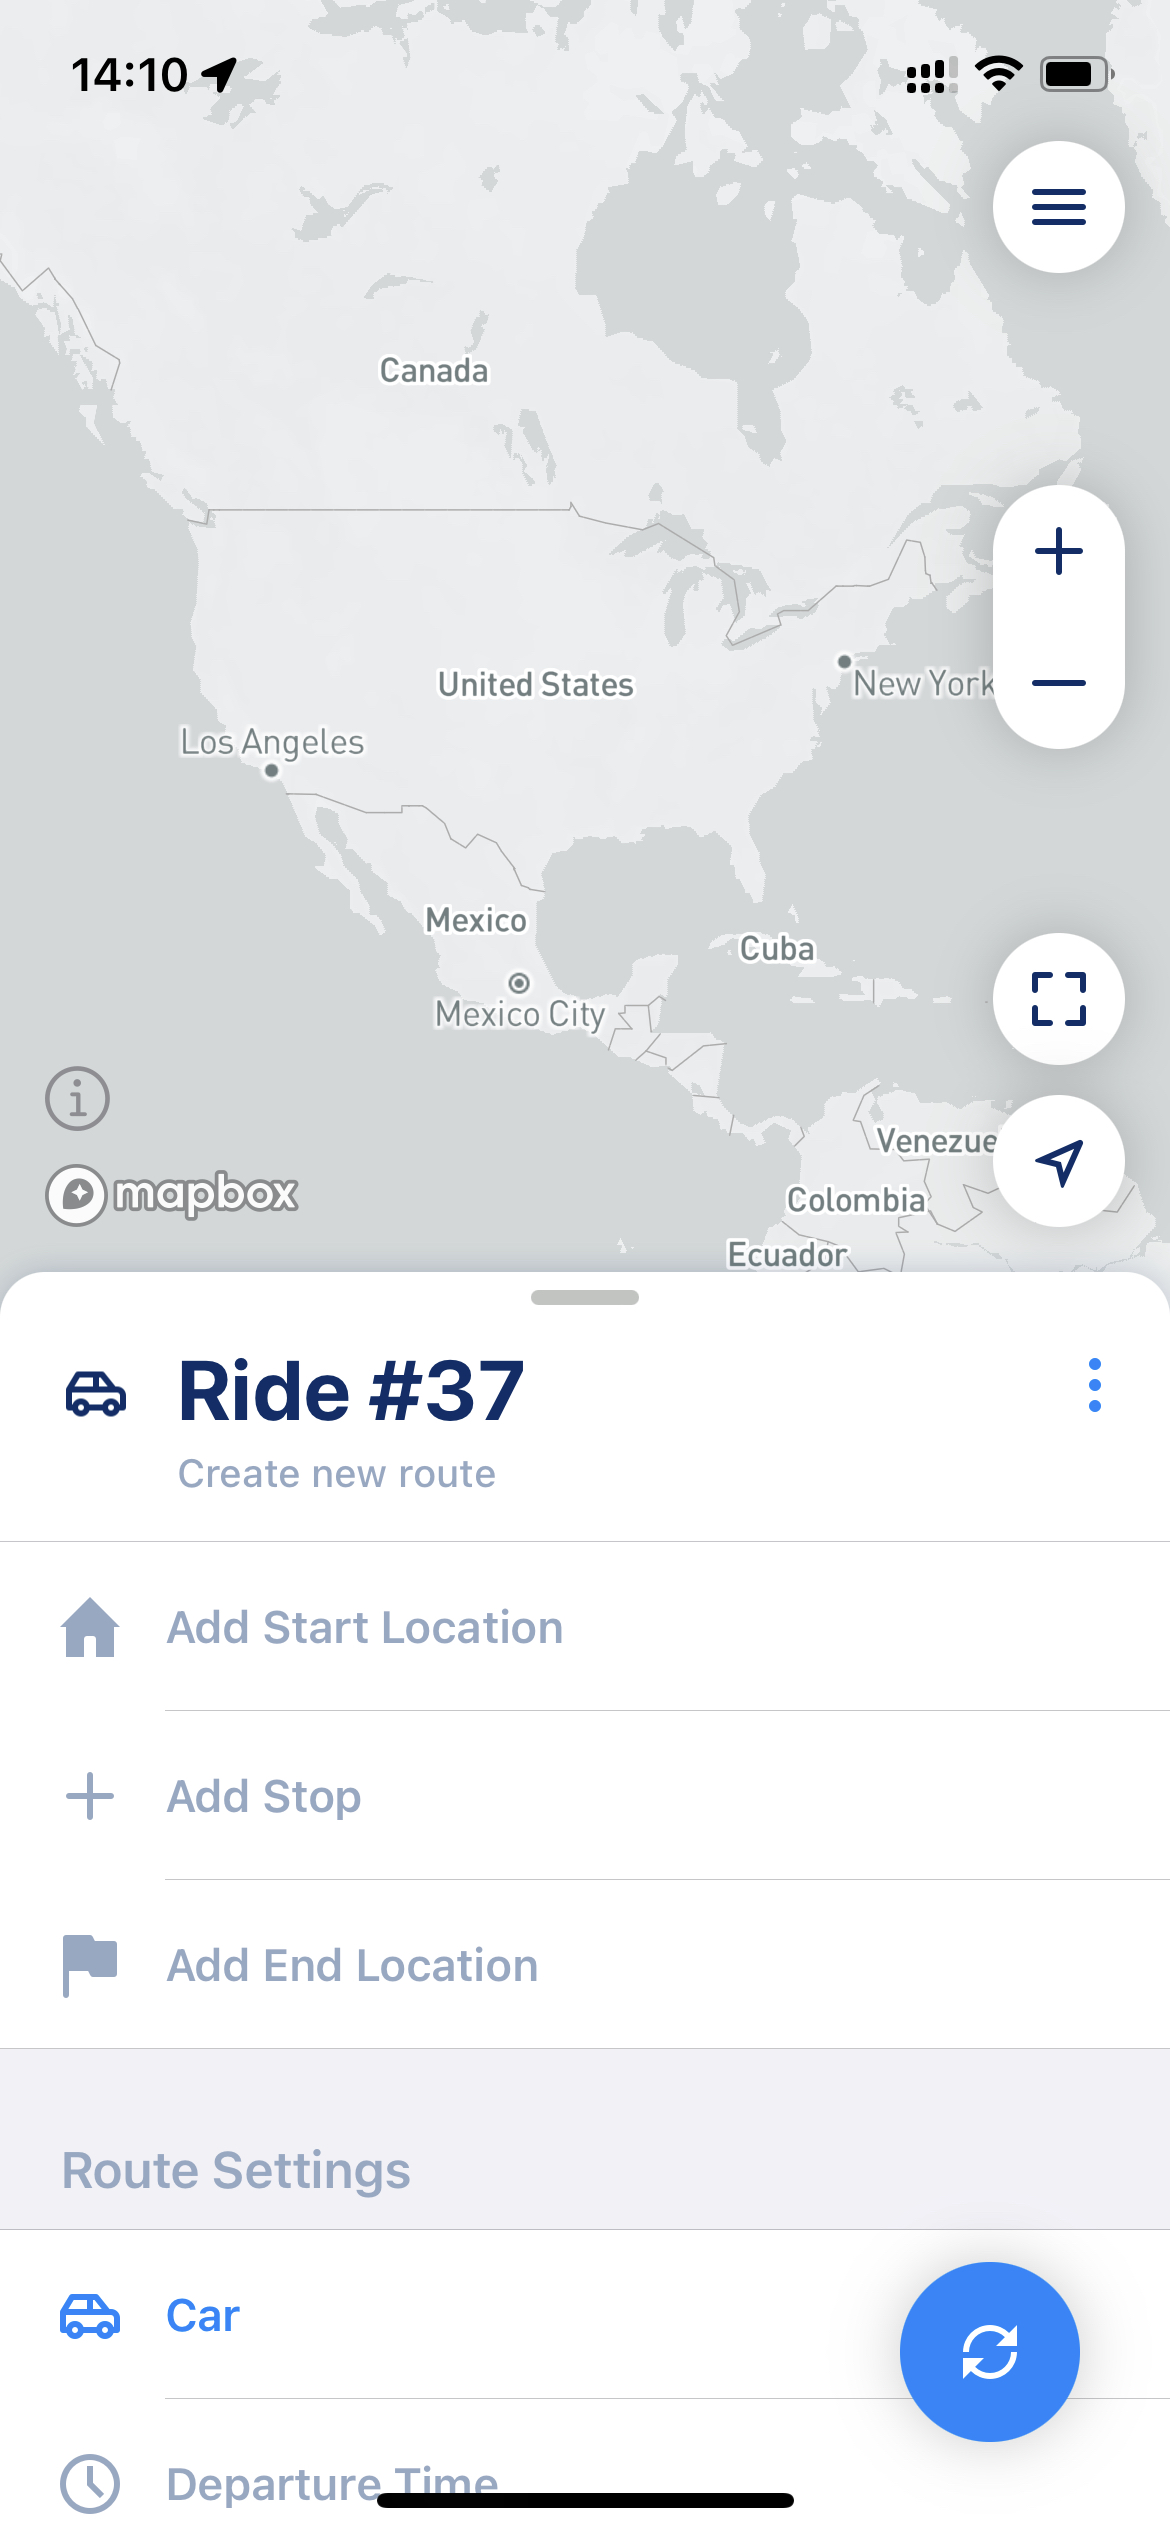 14:10
Canada
United States
New York
Los Angeles
Mexico
Cuba
Mexico City
Venezue
Colombia
mapbox
Ecuador
Ride #37
Create new route
Add Start Location
Add Stop
Add End Location
Route Settings
Car
Departure Time